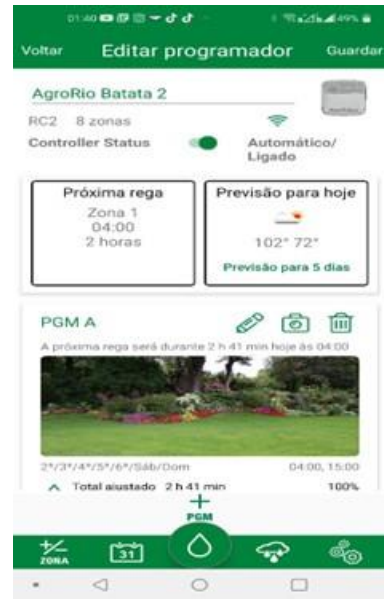 01:40 49%
Voltar Editar programador Guardar
AgroRio Batata 2
RC2 8 zonas
Controller Status Automático/
Ligado
Próxima rega
Zona 1
04:00
2 horas
Previsão para hoje
102° 72°
Previsão para 5 dias
PGM A
A próxima rega será durante 2 h 41 min hoje às 04:00
2ª/3ª/4ª/5ª/6ª/Sáb/Dom 04:00, 15:00
Total ajustado 2 h 41 min 100%
PGM
ZONA 31